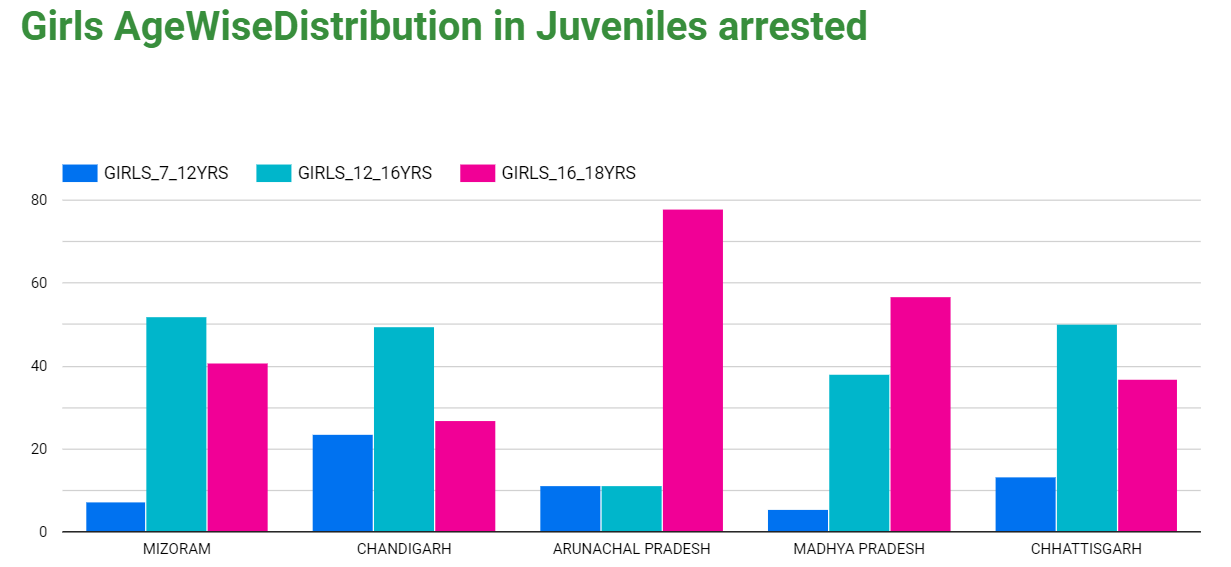 Girls AgeWiseDistribution in Juveniles arrested
GIRLS_7_12YRS GIRLS_12_16YRS GIRLS_16_18YRS
80
60
40
20
0
MIZORAM CHANDIGARH ARUNACHAL PRADESH MADHYA PRADESH CHHATTISGARH